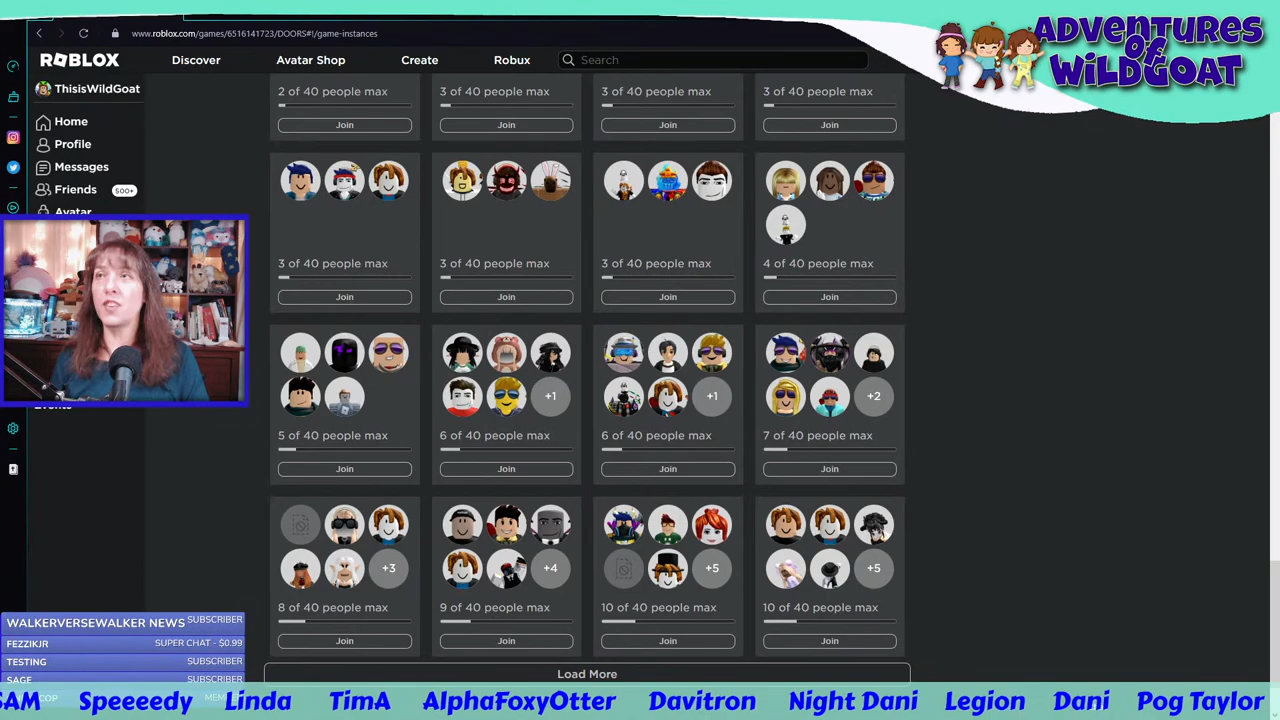 www.roblox.com/games/6516141723/DOORS#!/game-instances
ADVENTURES
OF
WILDGOAT
ROBLOX
Discover
Avatar Shop
Create
Robux
Search
ThisisWildGoat
Home
Profile
Messages
Friends
500+
Avatar
2 of 40 people max
3 of 40 people max
3 of 40 people max
3 of 40 people max
Join
Join
Join
Join
3 of 40 people max
3 of 40 people max
3 of 40 people max
4 of 40 people max
Join
Join
Join
Join
+1
+1
+2
5 of 40 people max
6 of 40 people max
6 of 40 people max
7 of 40 people max
Join
Join
Join
Join
+3
+4
+5
+5
8 of 40 people max
9 of 40 people max
10 of 40 people max
10 of 40 people max
Join
Join
Join
Join
Load More
WALKERVERSEWALKER NEWS SUBSCRIBER
FEZZIKJR SUPER CHAT - $0.99
TESTING SUBSCRIBER
SAGE SUBSCRIBER
SAM Speeeedy Linda TimA AlphaFoxyOtter Davitron Night Dani Legion Dani Pog Taylor